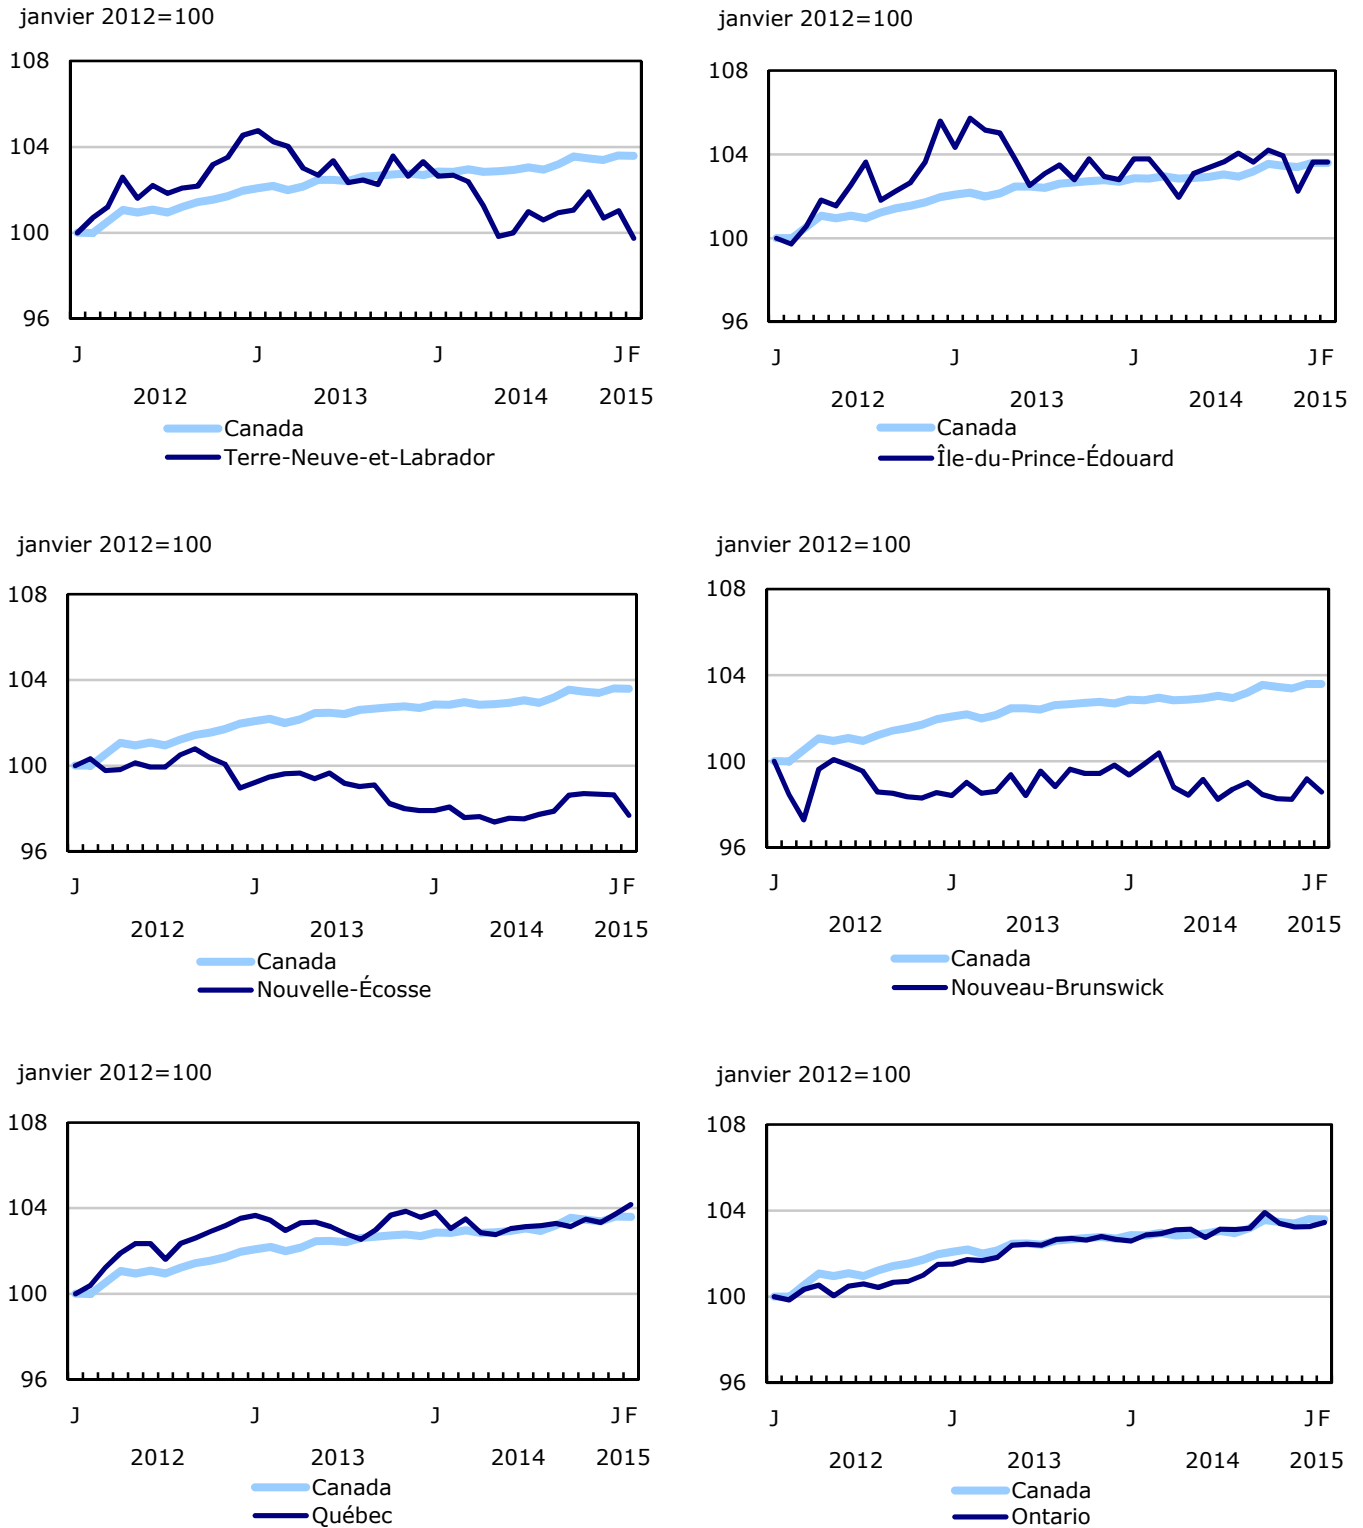 janvier 2012=100
108
104
100
96
J J J J F
2012 2013 2014 2015
Canada
Terre-Neuve-et-Labrador
janvier 2012=100
108
104
100
96
J J J J F
2012 2013 2014 2015
Canada
Île-du-Prince-Édouard
janvier 2012=100
108
104
100
96
J J J J F
2012 2013 2014 2015
Canada
Nouvelle-Écosse
janvier 2012=100
108
104
100
96
J J J J F
2012 2013 2014 2015
Canada
Nouveau-Brunswick
janvier 2012=100
108
104
100
96
J J J J F
2012 2013 2014 2015
Canada
Québec
janvier 2012=100
108
104
100
96
J J J J F
2012 2013 2014 2015
Canada
Ontario